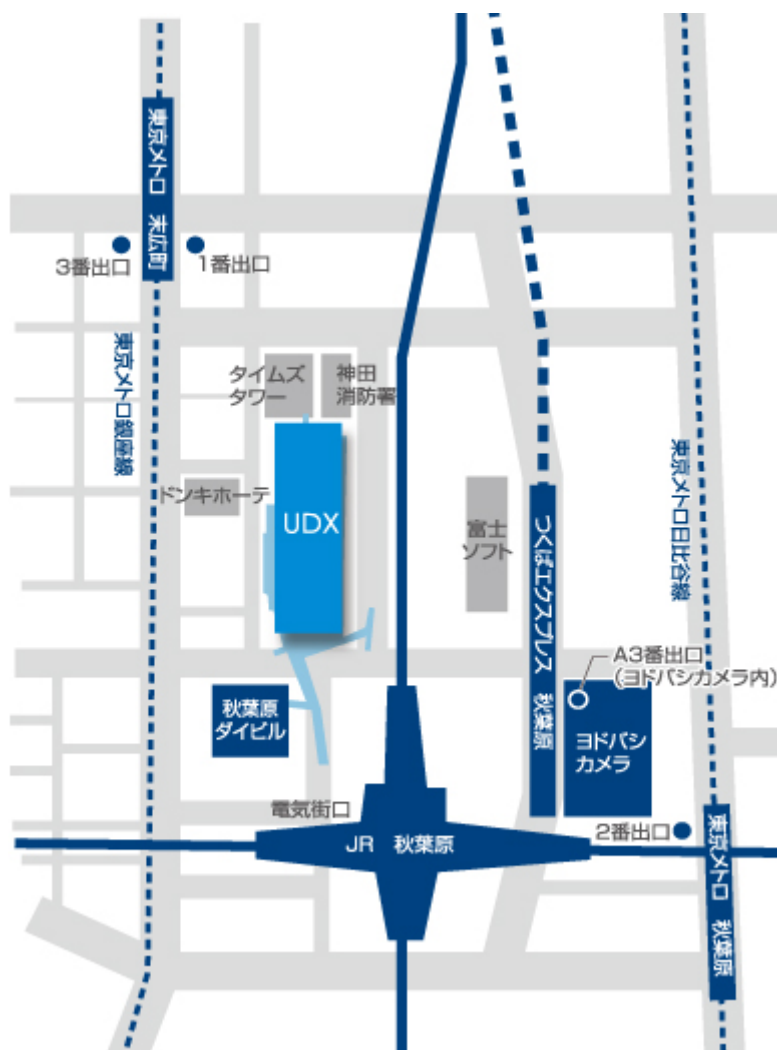 東京メトロ 末広町
3番出口
1番出口
東京メトロ銀座線
タイムズ
タワー
神田
消防署
ドンキホーテ
UDX
富士
ソフト
つくばエクスプレス 秋葉原
東京メトロ日比谷線
A3番出口
(ヨドバシカメラ内)
秋葉原
ダイビル
ヨドバシ
カメラ
電気街口
JR 秋葉原
2番出口
東京メトロ 秋葉原